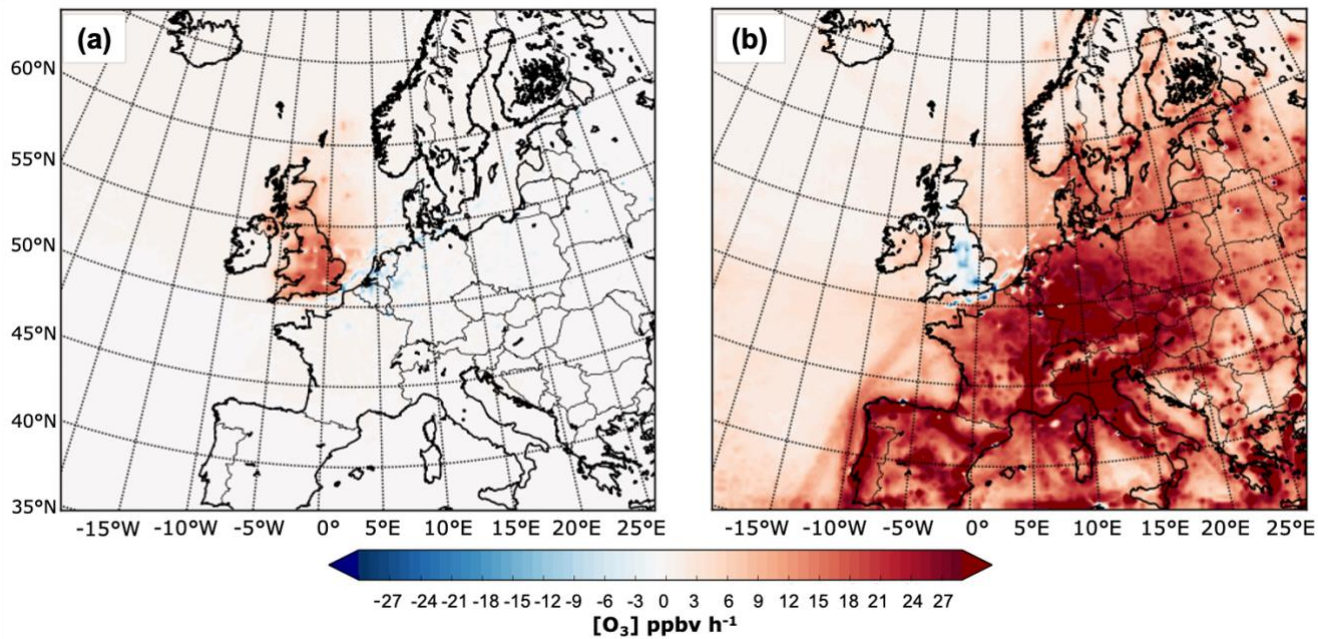 (a) (b)
60°N
55°N
50°N
45°N
40°N
35°N
-15°W -10°W -5°W 0° 5°E 10°E 15°E 20°E 25°E -15°W -10°W -5°W 0° 5°E 10°E 15°E 20°E 25°E
-27 -24 -21 -18 -15 -12 -9 -6 -3 0 3 6 9 12 15 18 21 24 27
[O₃] ppbv h⁻¹